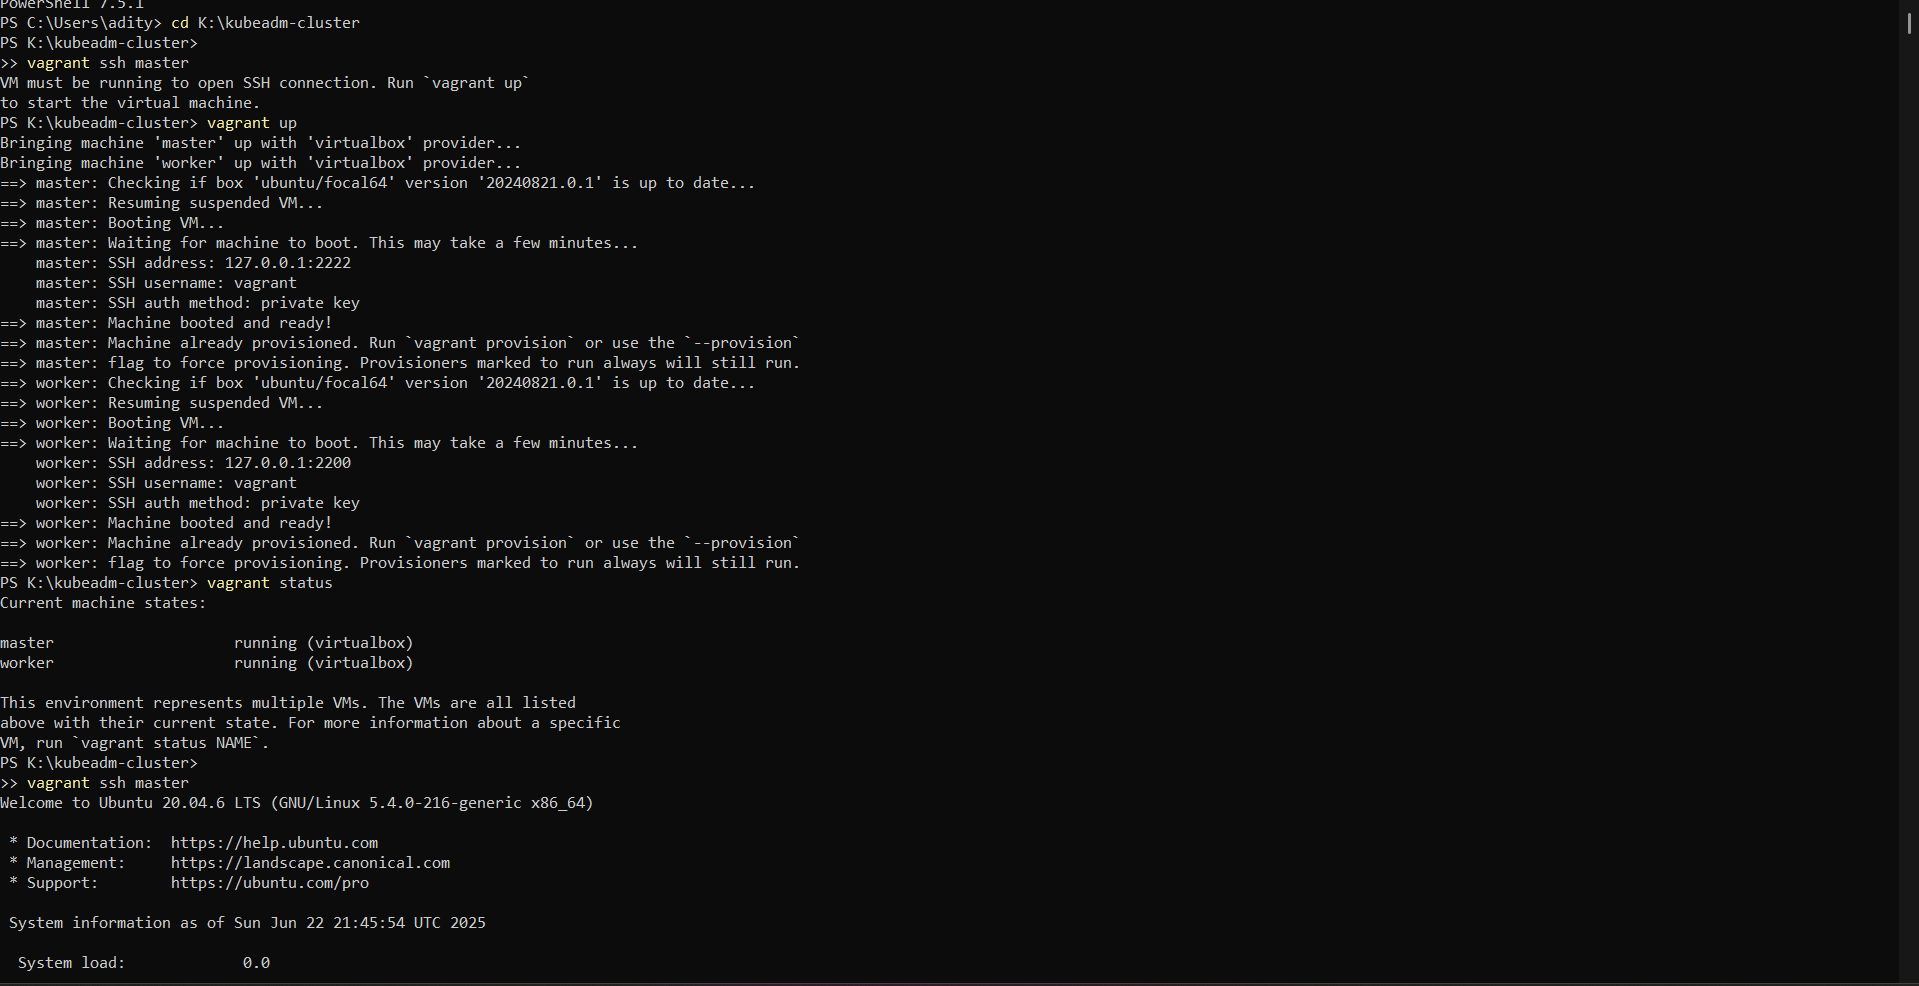 PowerShell 7.5.1
PS C:\Users\adity> cd K:\kubeadm-cluster
PS K:\kubeadm-cluster>
>> vagrant ssh master
VM must be running to open SSH connection. Run `vagrant up`
to start the virtual machine.
PS K:\kubeadm-cluster> vagrant up
Bringing machine 'master' up with 'virtualbox' provider...
Bringing machine 'worker' up with 'virtualbox' provider...
==> master: Checking if box 'ubuntu/focal64' version '20240821.0.1' is up to date...
==> master: Resuming suspended VM...
==> master: Booting VM...
==> master: Waiting for machine to boot. This may take a few minutes...
    master: SSH address: 127.0.0.1:2222
    master: SSH username: vagrant
    master: SSH auth method: private key
==> master: Machine booted and ready!
==> master: Machine already provisioned. Run `vagrant provision` or use the `--provision`
==> master: flag to force provisioning. Provisioners marked to run always will still run.
==> worker: Checking if box 'ubuntu/focal64' version '20240821.0.1' is up to date...
==> worker: Resuming suspended VM...
==> worker: Booting VM...
==> worker: Waiting for machine to boot. This may take a few minutes...
    worker: SSH address: 127.0.0.1:2200
    worker: SSH username: vagrant
    worker: SSH auth method: private key
==> worker: Machine booted and ready!
==> worker: Machine already provisioned. Run `vagrant provision` or use the `--provision`
==> worker: flag to force provisioning. Provisioners marked to run always will still run.
PS K:\kubeadm-cluster> vagrant status
Current machine states:

master                    running (virtualbox)
worker                    running (virtualbox)

This environment represents multiple VMs. The VMs are all listed
above with their current state. For more information about a specific
VM, run `vagrant status NAME`.
PS K:\kubeadm-cluster>
>> vagrant ssh master
Welcome to Ubuntu 20.04.6 LTS (GNU/Linux 5.4.0-216-generic x86_64)

 * Documentation:  https://help.ubuntu.com
 * Management:     https://landscape.canonical.com
 * Support:        https://ubuntu.com/pro

 System information as of Sun Jun 22 21:45:54 UTC 2025

  System load:             0.0